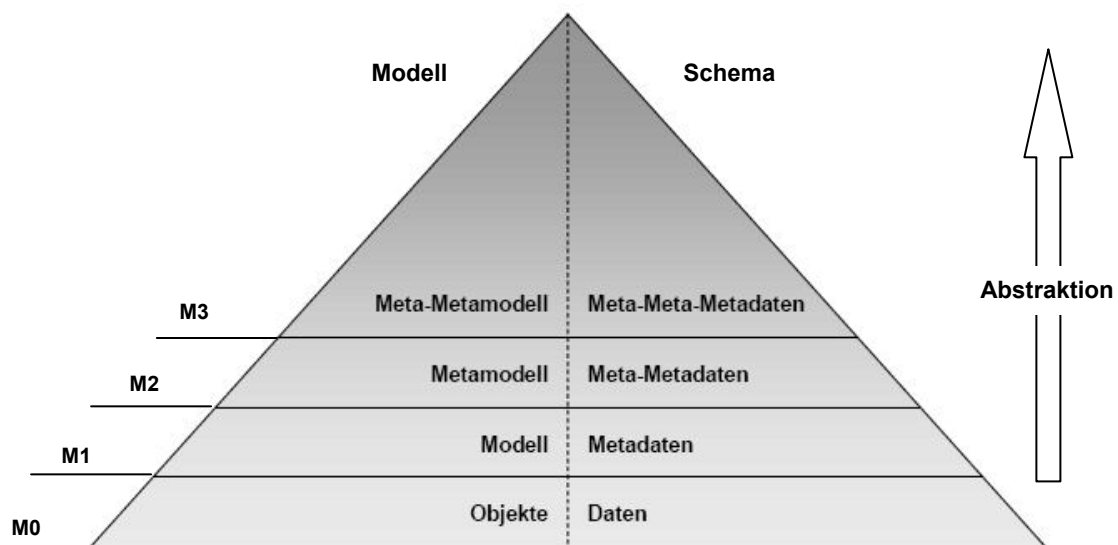 Modell
Schema
Abstraktion
M3
Meta-Metamodell
Meta-Meta-Metadaten
M2
Metamodell
Meta-Metadaten
M1
Modell
Metadaten
M0
Objekte
Daten